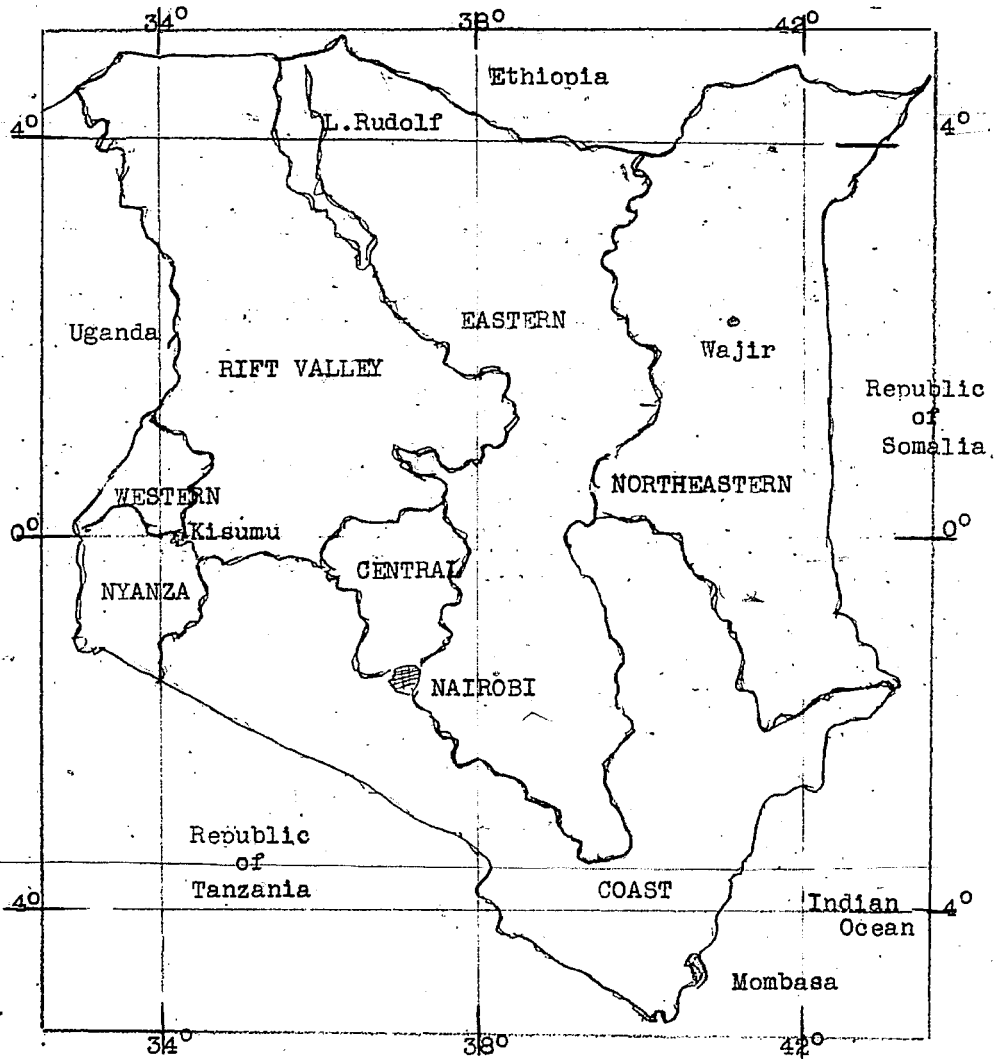 34°
38°
42°
Ethiopia
L.Rudolf
4°
4°
EASTERN
Uganda
Wajir
RIFT VALLEY
Republic
of
Somalia
WESTERN
NORTHEASTERN
0°
Kisumu
0°
CENTRAL
NYANZA
NAIROBI
Republic
of
Tanzania
COAST
4°
Indian
Ocean
4°
Mombasa
34°
38°
42°